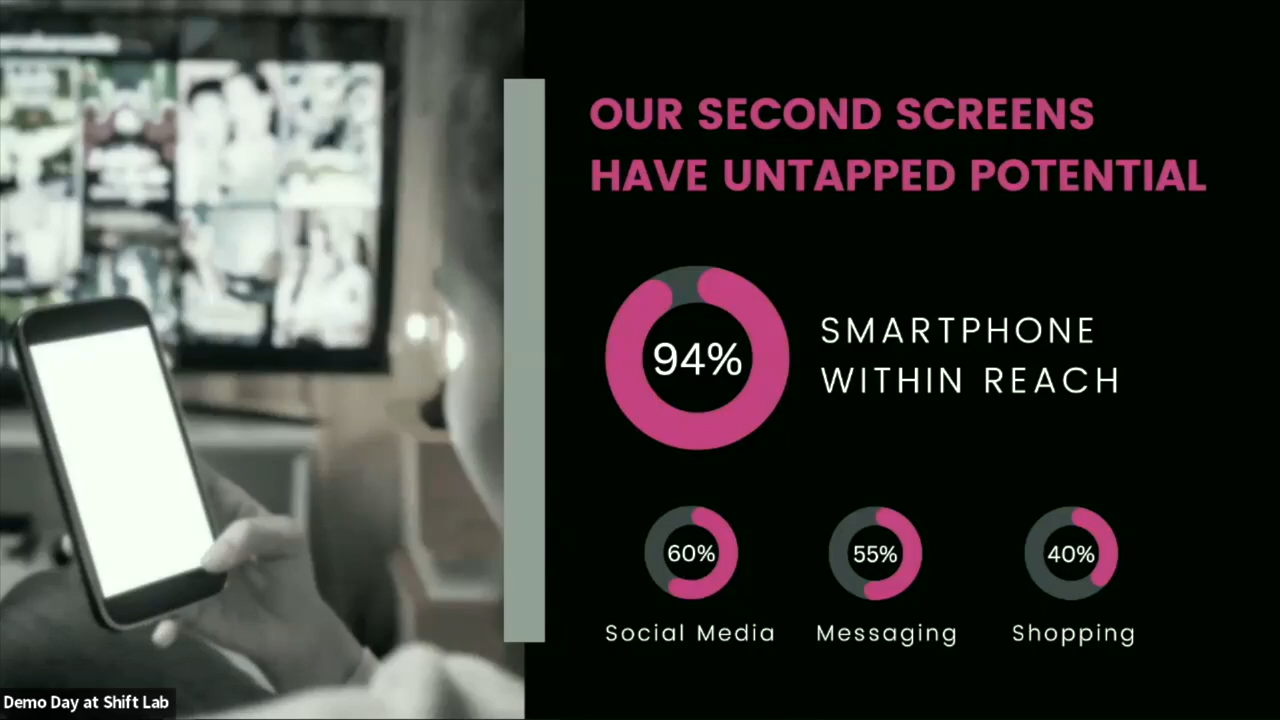 OUR SECOND SCREENS
HAVE UNTAPPED POTENTIAL
94%
SMARTPHONE
WITHIN REACH
60%
55%
40%
Social Media
Messaging
Shopping
Demo Day at Shift Lab